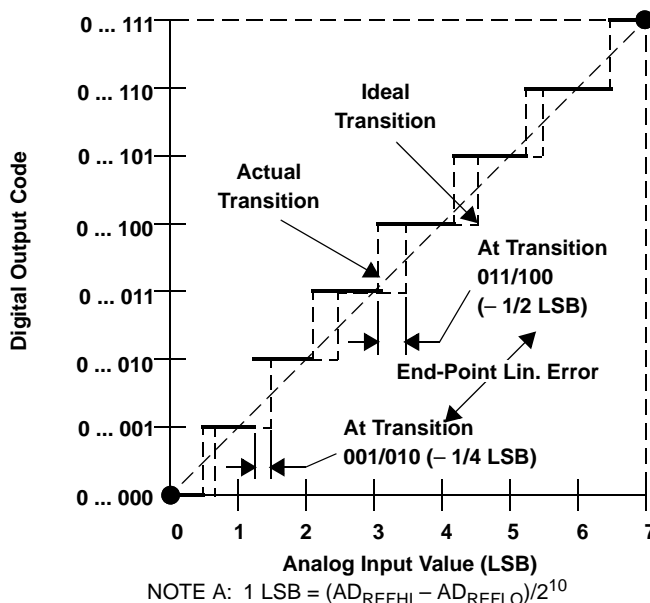 0 ... 111
0 ... 110
0 ... 101
0 ... 100
0 ... 011
0 ... 010
0 ... 001
0 ... 000
Digital Output Code
Ideal
Transition
Actual
Transition
At Transition
011/100
(– 1/2 LSB)
End-Point Lin. Error
At Transition
001/010 (– 1/4 LSB)
0 1 2 3 4 5 6 7
Analog Input Value (LSB)
NOTE A: 1 LSB = (AD_REFHI – AD_REFLO)/2^10